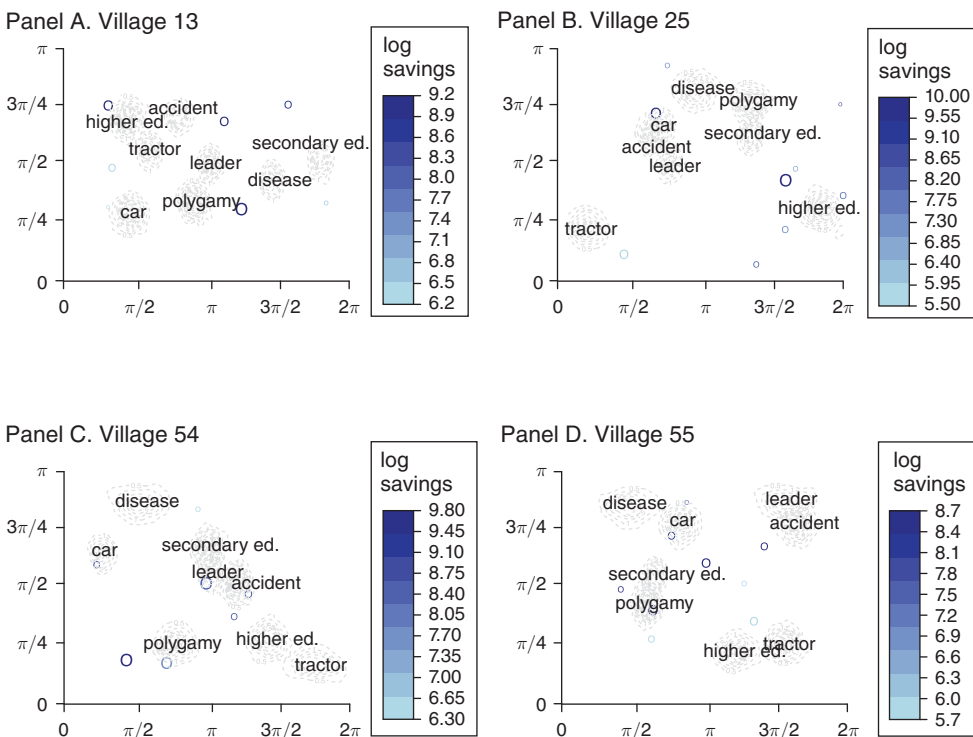 Panel A. Village 13
π
3π/4
π/2
π/4
0
0
π/2
π
3π/2
2π
accident
higher ed.
tractor
secondary ed.
leader
disease
polygamy
car
log
savings
9.2
8.9
8.6
8.3
8.0
7.7
7.4
7.1
6.8
6.5
6.2
Panel B. Village 25
π
3π/4
π/2
π/4
0
0
π/2
π
3π/2
2π
disease
polygamy
car
secondary ed.
accident
leader
higher ed.
tractor
log
savings
10.00
9.55
9.10
8.65
8.20
7.75
7.30
6.85
6.40
5.95
5.50
Panel C. Village 54
π
3π/4
π/2
π/4
0
0
π/2
π
3π/2
2π
disease
car
secondary ed.
leader
accident
polygamy
higher ed.
tractor
log
savings
9.80
9.45
9.10
8.75
8.40
8.05
7.70
7.35
7.00
6.65
6.30
Panel D. Village 55
π
3π/4
π/2
π/4
0
0
π/2
π
3π/2
2π
disease
leader
car
accident
secondary ed.
polygamy
higher ed.
tractor
log
savings
8.7
8.4
8.1
7.8
7.5
7.2
6.9
6.6
6.3
6.0
5.7